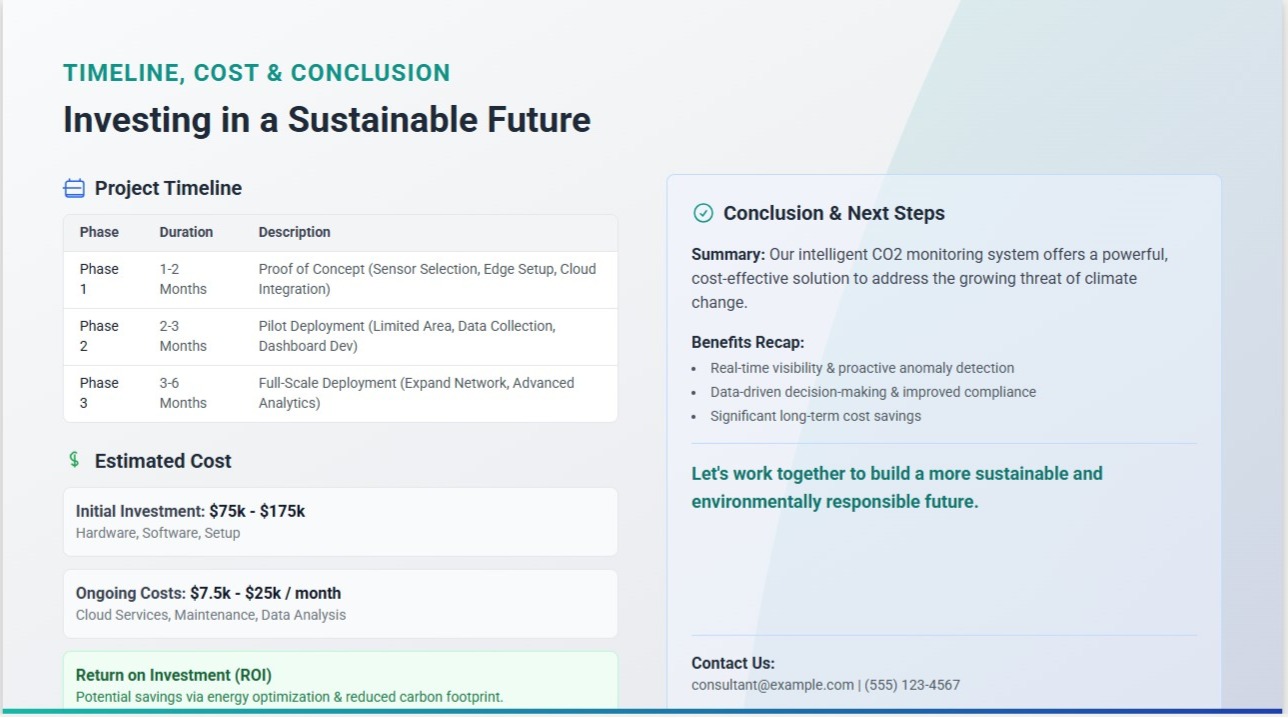 TIMELINE, COST & CONCLUSION
Investing in a Sustainable Future
Project Timeline
Phase Duration Description
Phase 1 1-2 Months Proof of Concept (Sensor Selection, Edge Setup, Cloud Integration)
Phase 2 2-3 Months Pilot Deployment (Limited Area, Data Collection, Dashboard Dev)
Phase 3 3-6 Months Full-Scale Deployment (Expand Network, Advanced Analytics)
Estimated Cost
Initial Investment: $75k - $175k
Hardware, Software, Setup
Ongoing Costs: $7.5k - $25k / month
Cloud Services, Maintenance, Data Analysis
Return on Investment (ROI)
Potential savings via energy optimization & reduced carbon footprint.
Conclusion & Next Steps
Summary: Our intelligent CO2 monitoring system offers a powerful,
cost-effective solution to address the growing threat of climate
change.
Benefits Recap:
• Real-time visibility & proactive anomaly detection
• Data-driven decision-making & improved compliance
• Significant long-term cost savings
Let's work together to build a more sustainable and
environmentally responsible future.
Contact Us:
consultant@example.com | (555) 123-4567